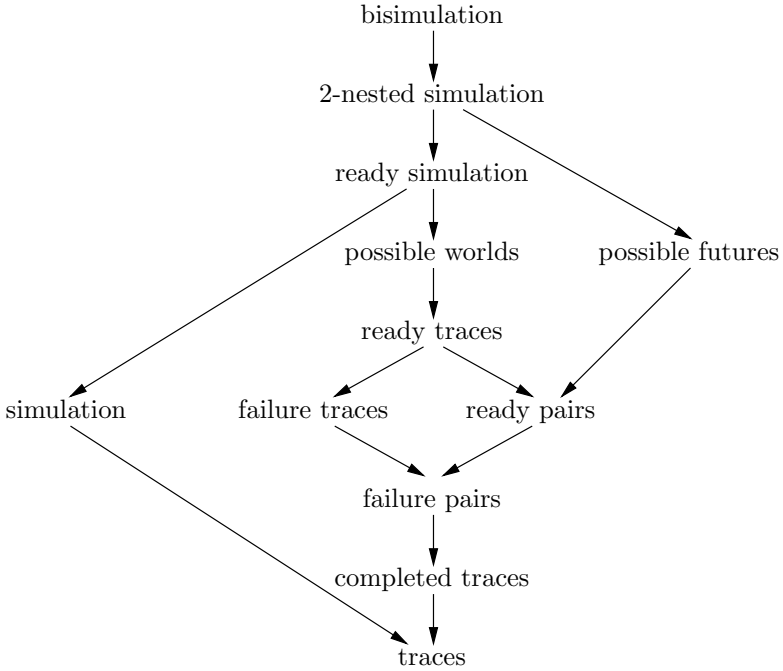 bisimulation
2-nested simulation
ready simulation
possible worlds
possible futures
ready traces
simulation
failure traces
ready pairs
failure pairs
completed traces
traces